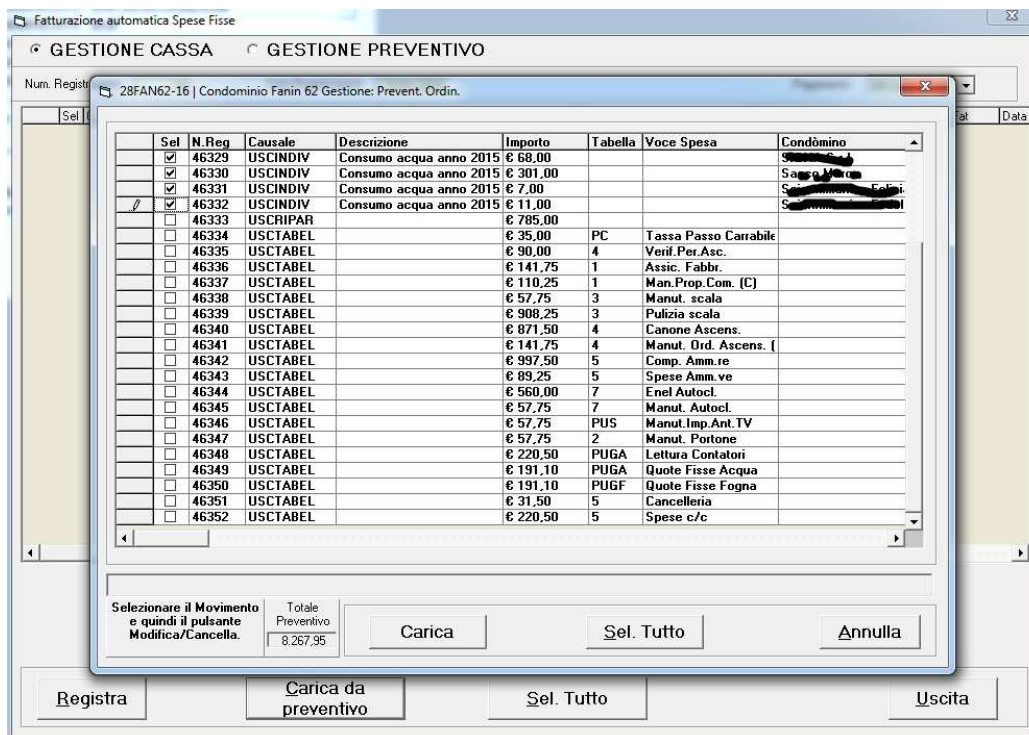 Fatturazione automatica Spese Fisse
GESTIONE CASSA GESTIONE PREVENTIVO
Num. Registr
28FAN62-16 | Condominio Fanin 62 Gestione: Prevent. Ordin.
Sel Data
Sel N.Reg Causale Descrizione Importo Tabella Voce Spesa Condòmino
46329 USCINDIV Consumo acqua anno 2015 € 68,00
46330 USCINDIV Consumo acqua anno 2015 € 301,00
46331 USCINDIV Consumo acqua anno 2015 € 7,00
46332 USCINDIV Consumo acqua anno 2015 € 11,00
46333 USCRIPAR € 785,00
46334 USCTABEL € 35,00 PC Tassa Passo Carrabile
46335 USCTABEL € 90,00 4 Verif.Per.Asc.
46336 USCTABEL € 141,75 1 Assic. Fabbr.
46337 USCTABEL € 110,25 1 Man.Prop.Com. (C)
46338 USCTABEL € 57,75 3 Manut. scala
46339 USCTABEL € 908,25 3 Pulizia scala
46340 USCTABEL € 871,50 4 Canone Ascens.
46341 USCTABEL € 141,75 4 Manut. Ord. Ascens. (
46342 USCTABEL € 997,50 5 Comp. Amm.re
46343 USCTABEL € 89,25 5 Spese Amm.ve
46344 USCTABEL € 560,00 7 Enel Autocl.
46345 USCTABEL € 57,75 7 Manut. Autocl.
46346 USCTABEL € 57,75 PUS Manut.Imp.Ant.TV
46347 USCTABEL € 57,75 2 Manut. Portone
46348 USCTABEL € 220,50 PUGA Lettura Contatori
46349 USCTABEL € 191,10 PUGA Quote Fisse Acqua
46350 USCTABEL € 191,10 PUGF Quote Fisse Fogna
46351 USCTABEL € 31,50 5 Cancelleria
46352 USCTABEL € 220,50 5 Spese c/c
Selezionare il Movimento
e quindi il pulsante
Modifica/Cancella.
Totale
Preventivo
8.267,95
Carica Sel. Tutto Annulla
Registra Carica da
preventivo Sel. Tutto Uscita